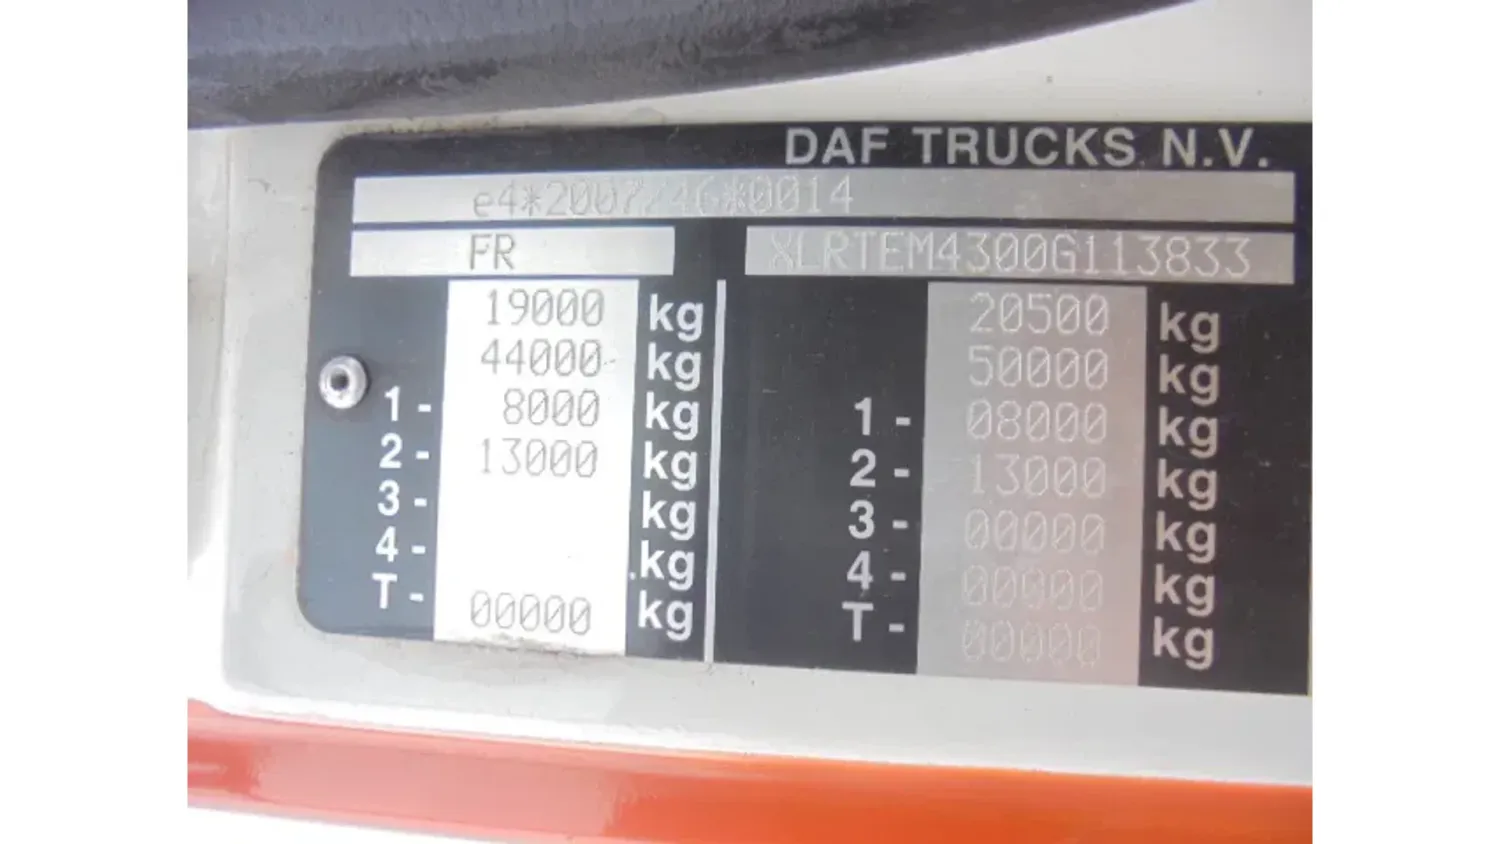 DAF TRUCKS N.V.
e4*2007/46*0014
FR XLRTEM4300G113833
19000 kg 20500 kg
44000 kg 50000 kg
1- 8000 kg 1- 08000 kg
2- 13000 kg 2- 13000 kg
3- kg 3- 00000 kg
4- kg 4- 00000 kg
T- 00000 kg T- 00000 kg